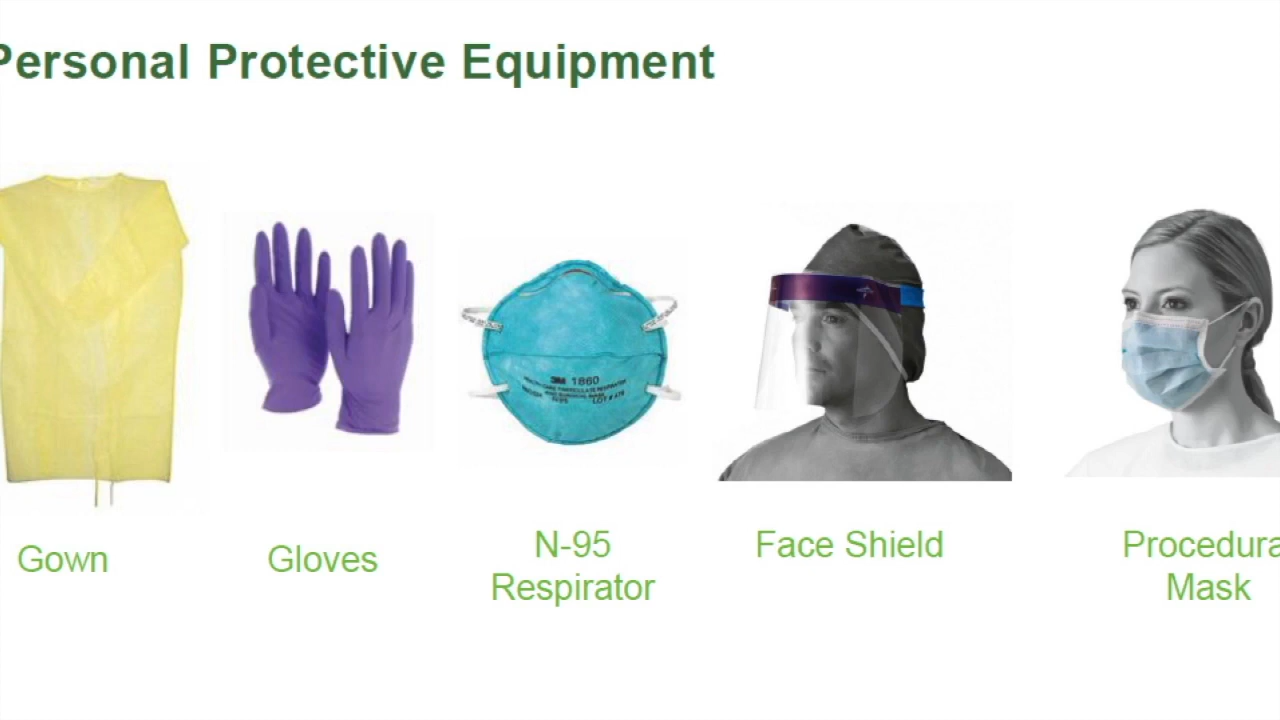 Personal Protective Equipment
3M 1860
Gown
Gloves
N-95
Respirator
Face Shield
Procedura
Mask